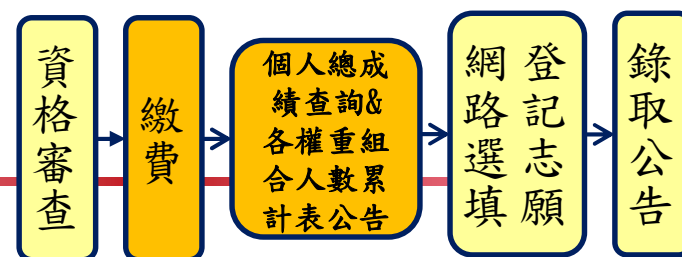 資格審查
繳費
個人總成
績查詢&
各權重組
合人數累
計表公告
網路選填
登記志願
錄取公告